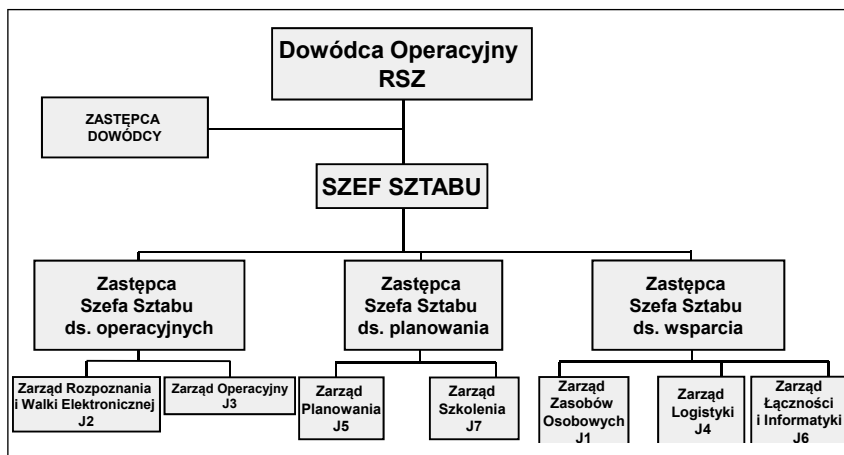 Dowódca Operacyjny
RSZ
ZASTĘPCA
DOWÓDCY
SZEF SZTABU
Zastępca
Szefa Sztabu
ds. operacyjnych
Zastępca
Szefa Sztabu
ds. planowania
Zastępca
Szefa Sztabu
ds. wsparcia
Zarząd Rozpoznania
i Walki Elektronicznej
J2
Zarząd Operacyjny
J3
Zarząd
Planowania
J5
Zarząd
Szkolenia
J7
Zarząd
Zasobów
Osobowych
J1
Zarząd
Logistyki
J4
Zarząd
Łączności
i Informatyki
J6